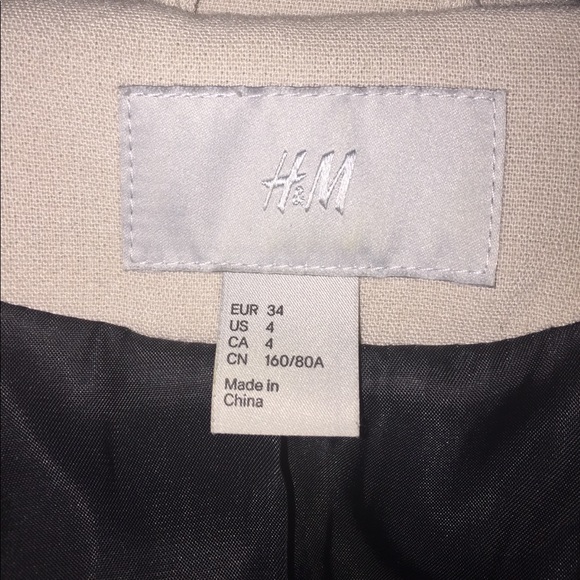 H&M
EUR 34
US 4
CA 4
CN 160/80A
Made in
China